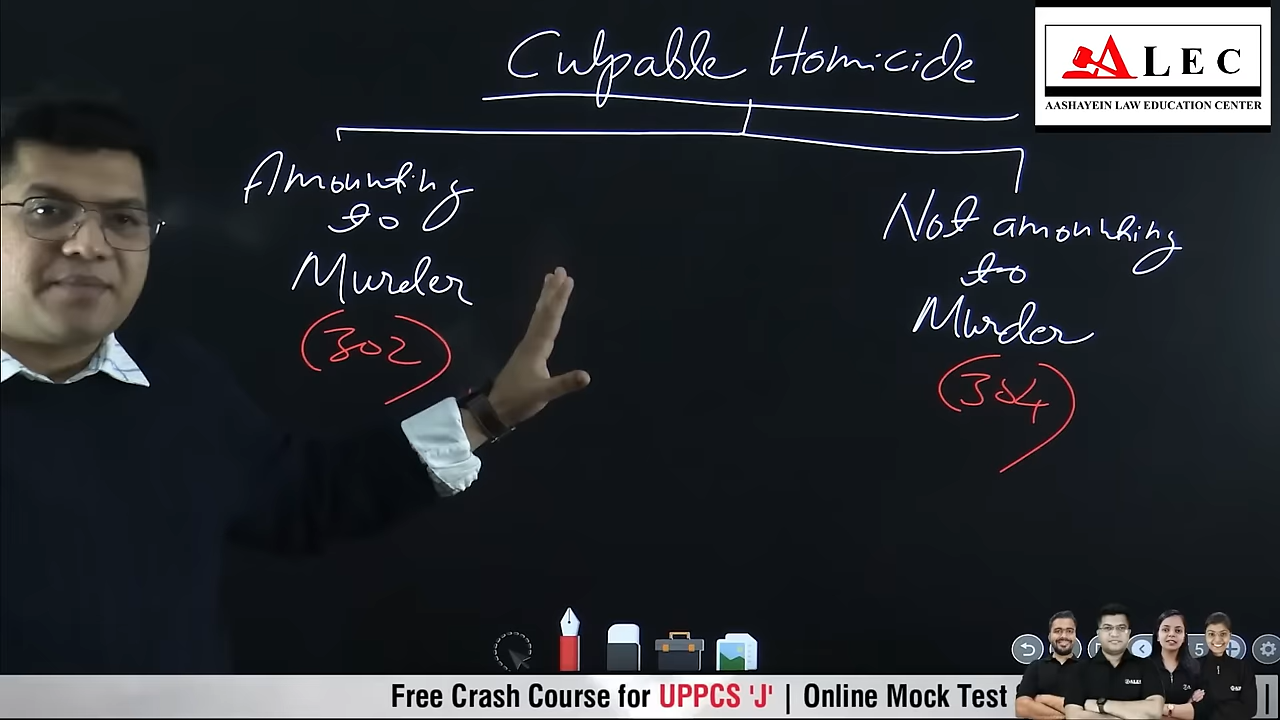 Culpable Homicide
ALEC
AASHAYEIN LAW EDUCATION CENTER
Amounting
to
Murder
(302)
Not amounting
to
Murder
(304)
5
Free Crash Course for UPPCS 'J' | Online Mock Test
|